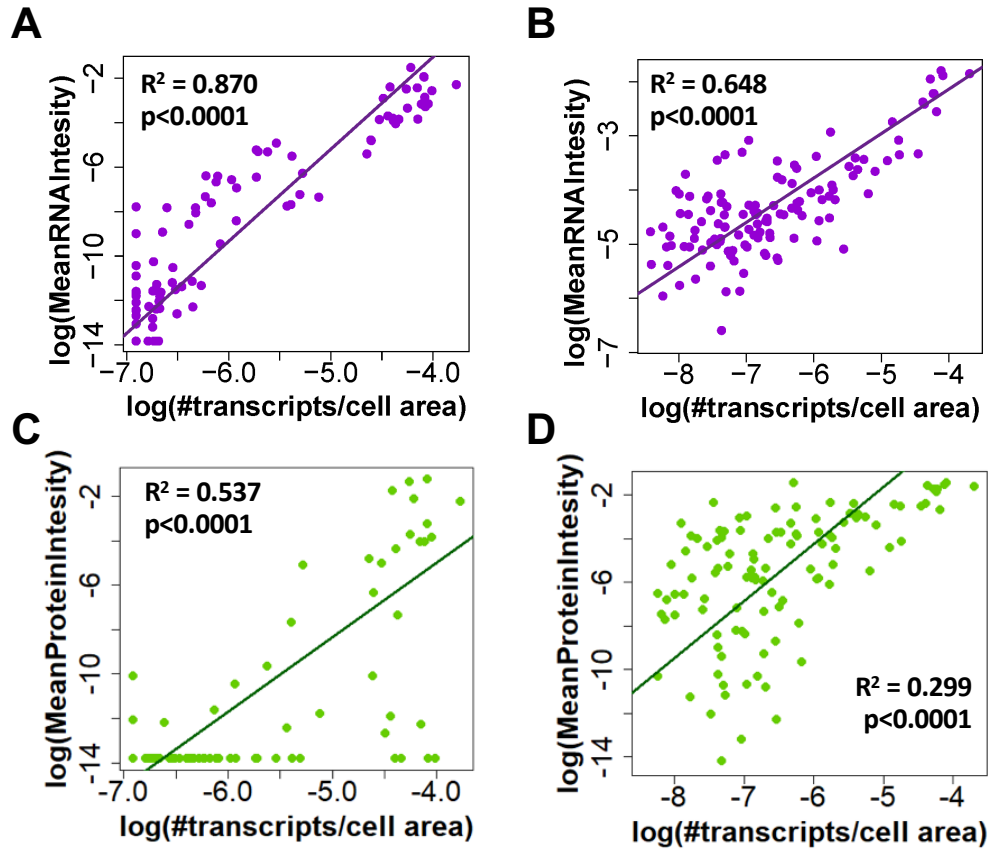 A
R² = 0.870
p<0.0001
log(MeanRNAIntesity)
−2
−6
−10
−14
−7.0
−6.0
−5.0
−4.0
log(#transcripts/cell area)
B
R² = 0.648
p<0.0001
log(MeanRNAIntesity)
−3
−5
−7
−8
−7
−6
−5
−4
log(#transcripts/cell area)
C
R² = 0.537
p<0.0001
log(MeanProteinIntesity)
-2
-6
-10
-14
-7.0
-6.0
-5.0
-4.0
log(#transcripts/cell area)
D
R² = 0.299
p<0.0001
log(MeanProteinIntesity)
-2
-6
-10
-14
-8
-7
-6
-5
-4
log(#transcripts/cell area)